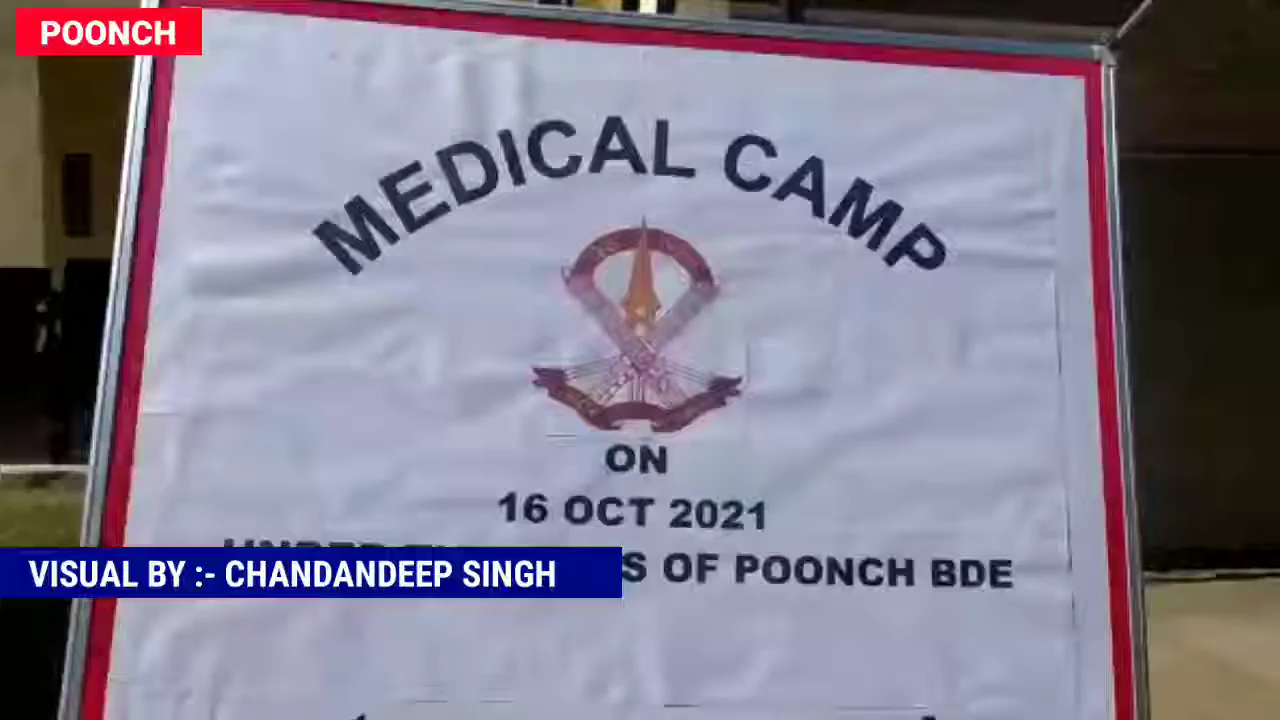 POONCH
MEDICAL CAMP
ON
16 OCT 2021
OF POONCH BDE
VISUAL BY :- CHANDANDEEP SINGH